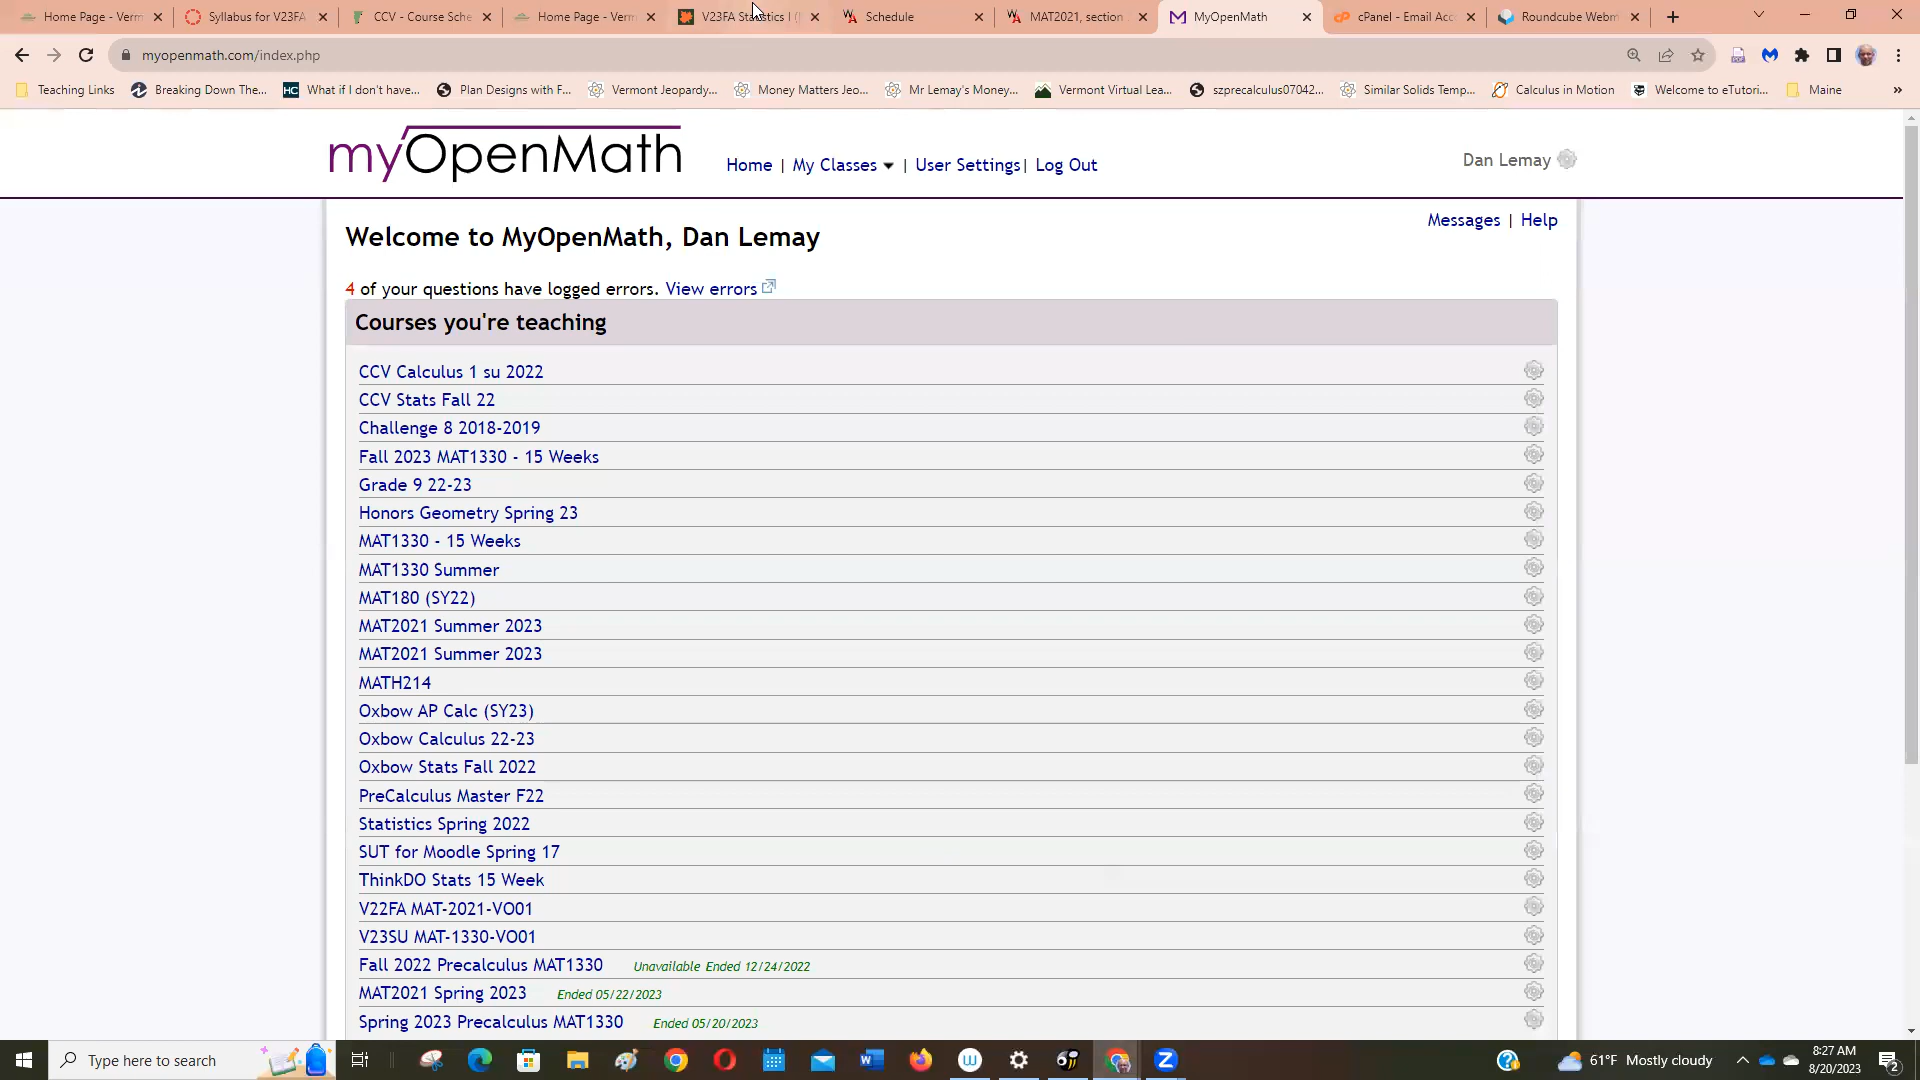 Home Page - Verm
Syllabus for V23FA
CCV - Course Sche
Home Page - Verm
V23FA Statistics I (
Schedule
MAT2021, section
MyOpenMath
cPanel - Email Acc
Roundcube Webm
myopenmath.com/index.php
Teaching Links
Breaking Down The...
HC What if I don't have...
Plan Designs with F...
Vermont Jeopardy...
Money Matters Jeo...
Mr Lemay's Money...
Vermont Virtual Lea...
szprecalculus07042...
Similar Solids Temp...
Calculus in Motion
Welcome to eTutori...
Maine
»
myOpenMath
Home | My Classes | User Settings| Log Out
Dan Lemay
Messages | Help
Welcome to MyOpenMath, Dan Lemay
4 of your questions have logged errors. View errors
Courses you're teaching
CCV Calculus 1 su 2022
CCV Stats Fall 22
Challenge 8 2018-2019
Fall 2023 MAT1330 - 15 Weeks
Grade 9 22-23
Honors Geometry Spring 23
MAT1330 - 15 Weeks
MAT1330 Summer
MAT180 (SY22)
MAT2021 Summer 2023
MAT2021 Summer 2023
MATH214
Oxbow AP Calc (SY23)
Oxbow Calculus 22-23
Oxbow Stats Fall 2022
PreCalculus Master F22
Statistics Spring 2022
SUT for Moodle Spring 17
ThinkDO Stats 15 Week
V22FA MAT-2021-VO01
V23SU MAT-1330-VO01
Fall 2022 Precalculus MAT1330 Unavailable Ended 12/24/2022
MAT2021 Spring 2023 Ended 05/22/2023
Spring 2023 Precalculus MAT1330 Ended 05/20/2023
Type here to search
61°F Mostly cloudy
8:27 AM
8/20/2023
2